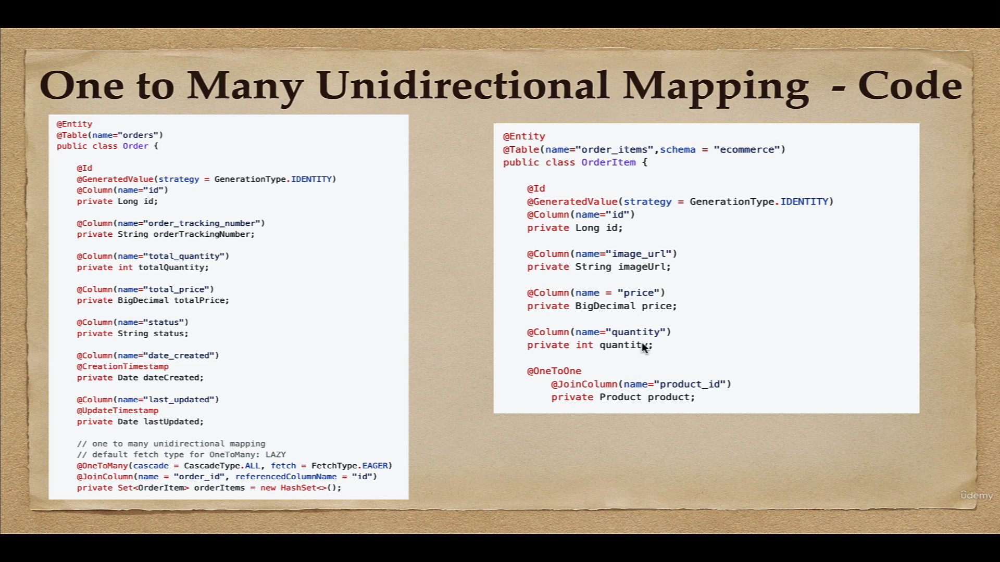 One to Many Unidirectional Mapping - Code
@Entity
@Table(name="orders")
public class Order {
@Id
@GeneratedValue(strategy = GenerationType.IDENTITY)
@Column(name="id")
private Long id;
@Column(name="order_tracking_number")
private String orderTrackingNumber;
@Column(name="total_quantity")
private int totalQuantity;
@Column(name="total_price")
private BigDecimal totalPrice;
@Column(name="status")
private String status;
@Column(name="date_created")
@CreationTimestamp
private Date dateCreated;
@Column(name="last_updated")
@UpdateTimestamp
private Date lastUpdated;
// one to many unidirectional mapping
// default fetch type for OneToMany: LAZY
@OneToMany(cascade = CascadeType.ALL, fetch = FetchType.EAGER)
@JoinColumn(name = "order_id", referencedColumnName = "id")
private Set<OrderItem> orderItems = new HashSet<>();
@Entity
@Table(name="order_items",schema = "ecommerce")
public class OrderItem {
@Id
@GeneratedValue(strategy = GenerationType.IDENTITY)
@Column(name="id")
private Long id;
@Column(name="image_url")
private String imageUrl;
@Column(name = "price")
private BigDecimal price;
@Column(name="quantity")
private int quantity;
@OneToOne
@JoinColumn(name="product_id")
private Product product;
ûdemy